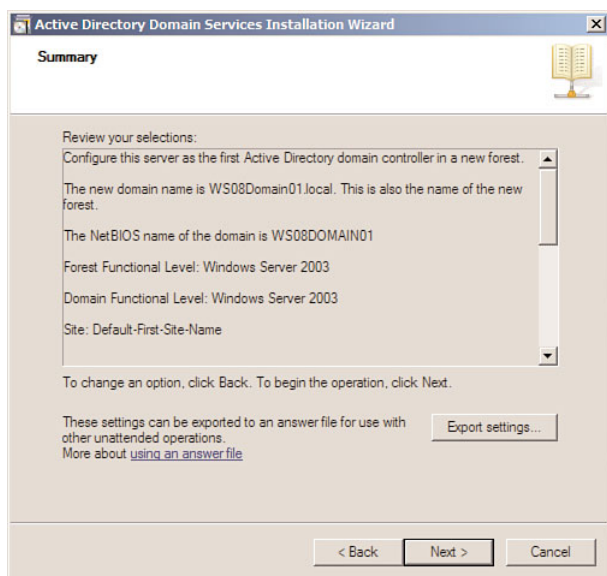 Active Directory Domain Services Installation Wizard
Summary
Review your selections:
Configure this server as the first Active Directory domain controller in a new forest.
The new domain name is WS08Domain01.local. This is also the name of the new
forest.
The NetBIOS name of the domain is WS08DOMAIN01
Forest Functional Level: Windows Server 2003
Domain Functional Level: Windows Server 2003
Site: Default-First-Site-Name
To change an option, click Back. To begin the operation, click Next.
These settings can be exported to an answer file for use with
other unattended operations.
More about using an answer file
Export settings...
< Back
Next >
Cancel